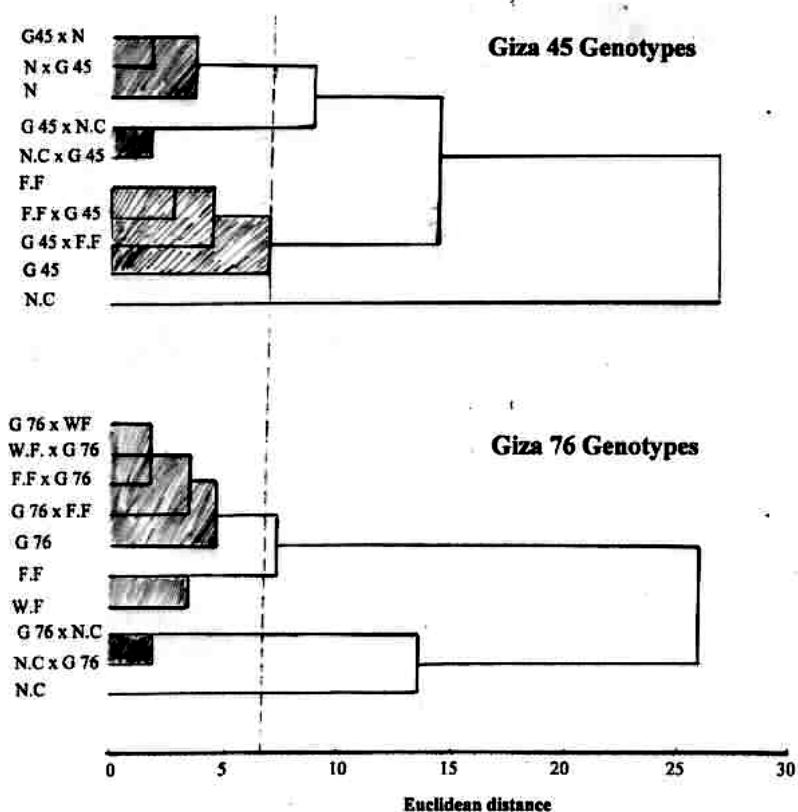 Giza 45 Genotypes
G45 x N
N x G 45
N
G 45 x N.C
N.C x G 45
F.F
F.F x G 45
G 45 x F.F
G 45
N.C
Giza 76 Genotypes
G 76 x WF
W.F. x G 76
F.F x G 76
G 76 x F.F
G 76
F.F
W.F
G 76 x N.C
N.C x G 76
N.C
0 5 10 15 20 25 30
Euclidean distance